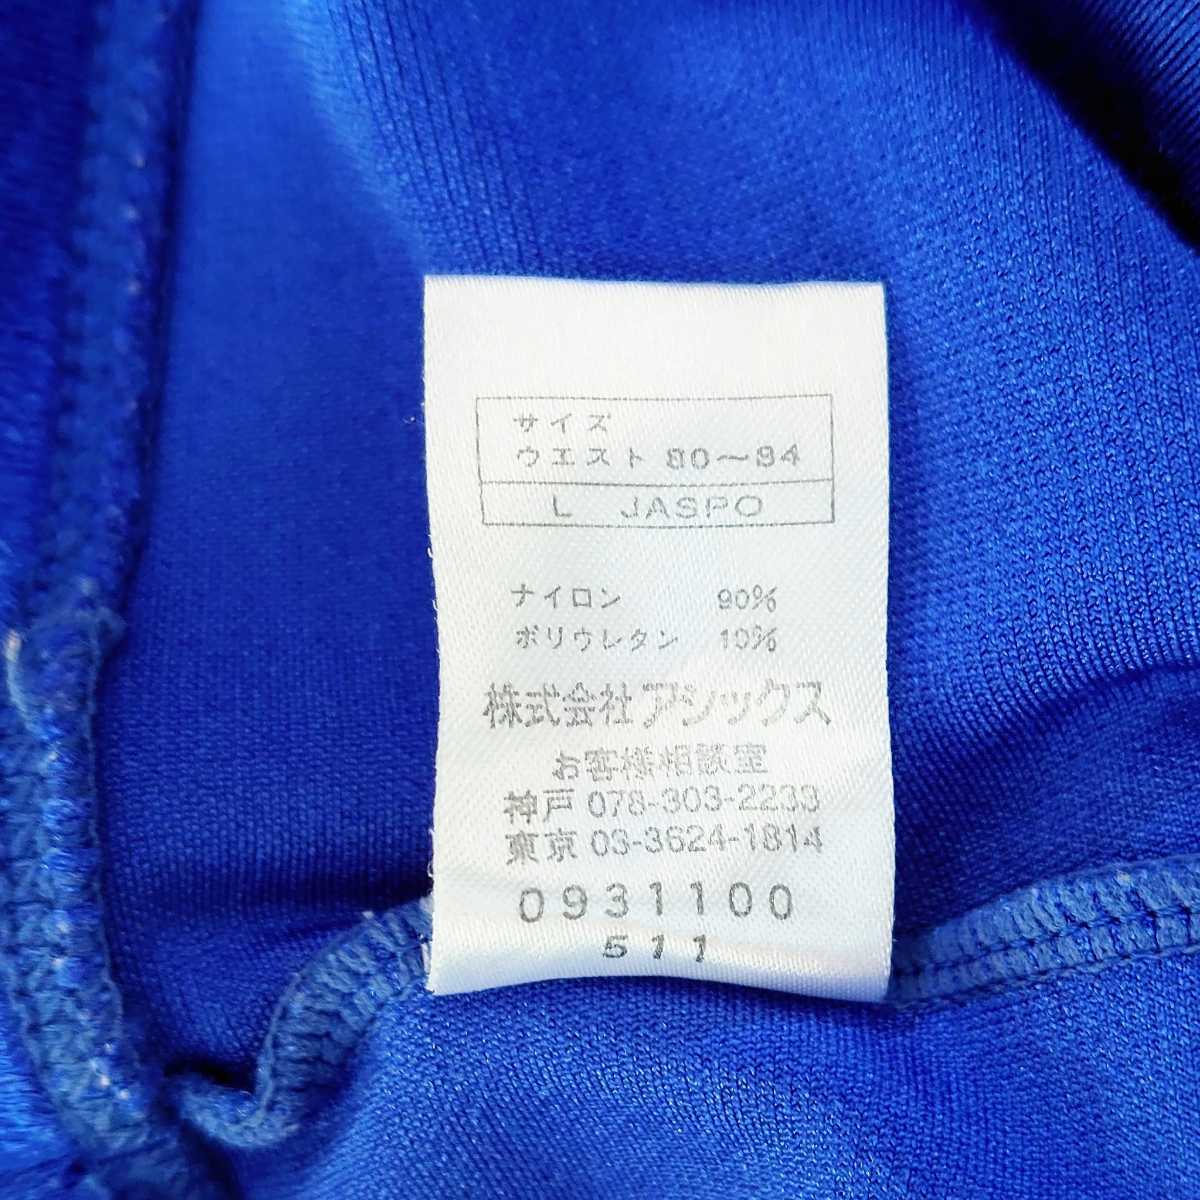 サイズ
ウエスト 80～94
L JASPO
ナイロン 90%
ポリウレタン 10%
株式会社アシックス
お客様相談室
神戸 078-303-2233
東京 03-3624-1814
0931100
511